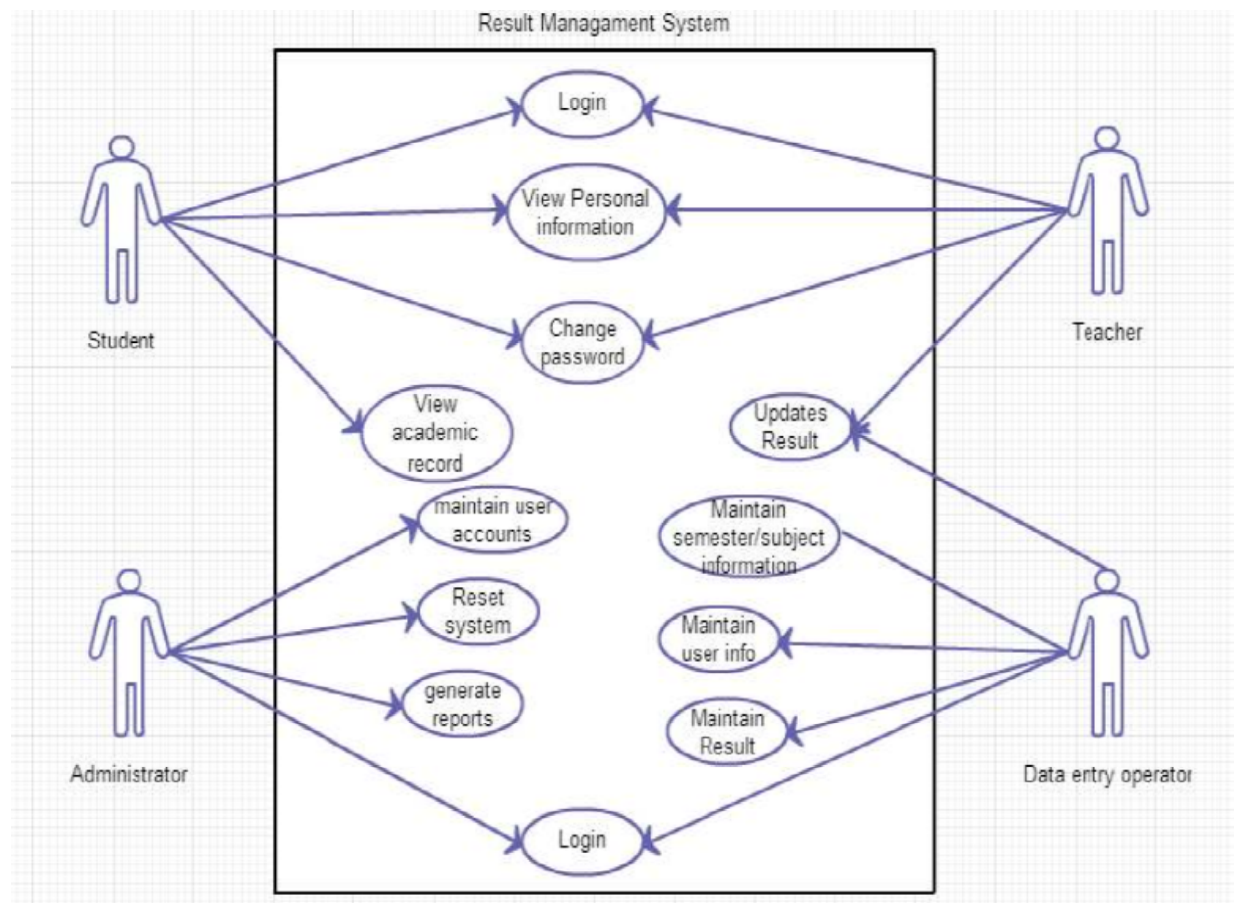 Result Managament System
Login
View Personal
information
Change
password
Student
Teacher
View
academic
record
Updates
Result
maintain user
accounts
Maintain
semester/subject
information
Reset
system
Maintain
user info
generate
reports
Maintain
Result
Administrator
Data entry operator
Login